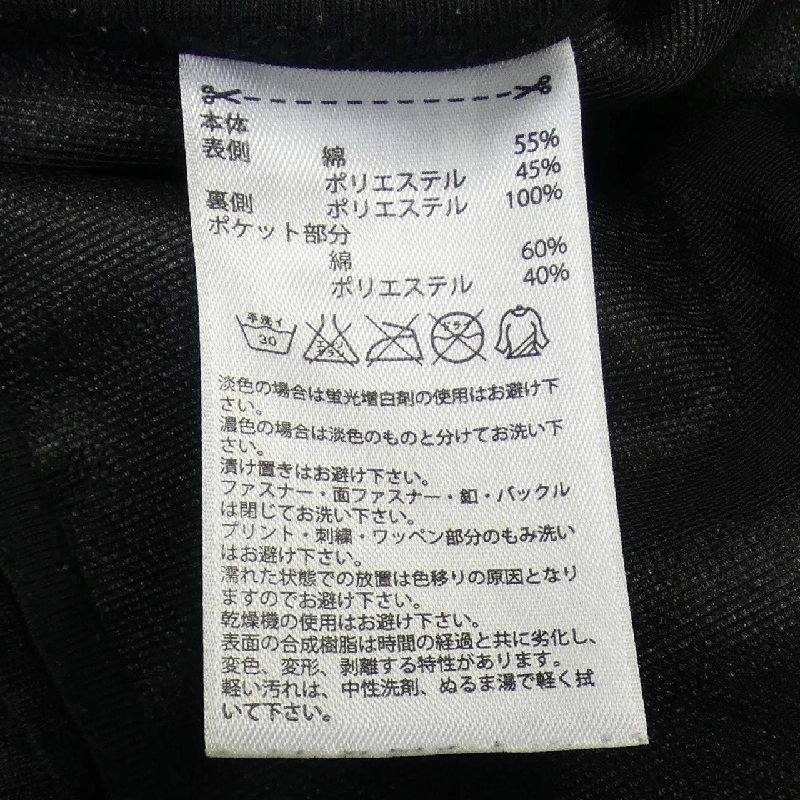 本体
表側 綿 55%
ポリエステル 45%
裏側 ポリエステル 100%
ポケット部分
綿 60%
ポリエステル 40%
手洗イ 30 エンソ サラシ ドライ
淡色の場合は蛍光増白剤の使用はお避け下
さい。
濃色の場合は淡色のものと分けてお洗い下
さい。
漬け置きはお避け下さい。
ファスナー・面ファスナー・釦・バックル
は閉じてお洗い下さい。
プリント・刺繍・ワッペン部分のもみ洗い
はお避け下さい。
濡れた状態での放置は色移りの原因となり
ますのでお避け下さい。
乾燥機の使用はお避け下さい。
表面の合成樹脂は時間の経過と共に劣化し、
変色、変形、剥離する特性があります。
軽い汚れは、中性洗剤、ぬるま湯で軽く拭
いて下さい。